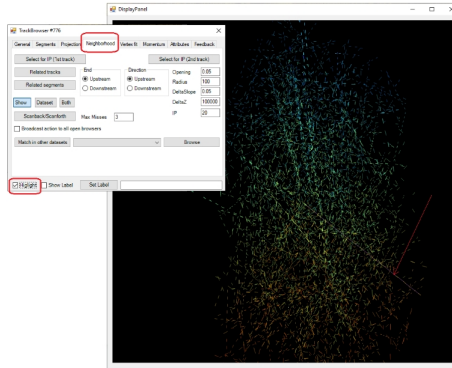 DisplayPanel
TrackBrowser #776
General Segments Projection Neighborhood Vertex fit Momentum Attributes Feedback
Select for IP (1st track) Select for IP (2nd track)
Related tracks End Direction Opening 0.05
Related segments Upstream Upstream Radius 100
Downstream Downstream DeltaSlope 0.05
Show Dataset Both DeltaZ 100000
Scanback/Scanforth Max Misses 3 IP 20
Broadcast action to all open browsers
Match in other datasets Browse
Higlight Show Label Set Label